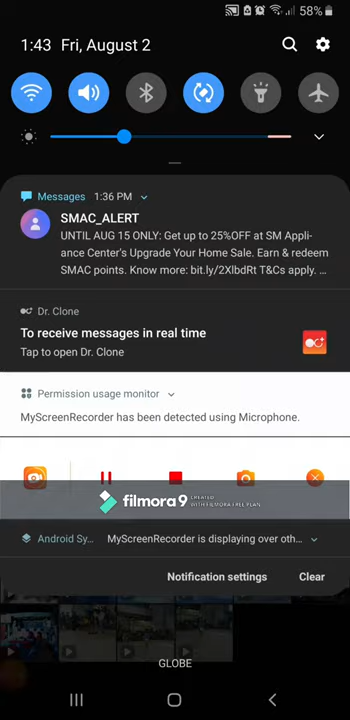 58%
1:43 Fri, August 2
Messages 1:36 PM
SMAC_ALERT
UNTIL AUG 15 ONLY: Get up to 25%OFF at SM Appli-
ance Center's Upgrade Your Home Sale. Earn & redeem
SMAC points. Know more: bit.ly/2XlbdRt T&Cs apply. ...
Dr. Clone
To receive messages in real time
Tap to open Dr. Clone
Permission usage monitor
MyScreenRecorder has been detected using Microphone.
filmora9 CREATED
WITH FILMORA FREE PLAN
Android Sy... MyScreenRecorder is displaying over oth...
Notification settings Clear
GLOBE